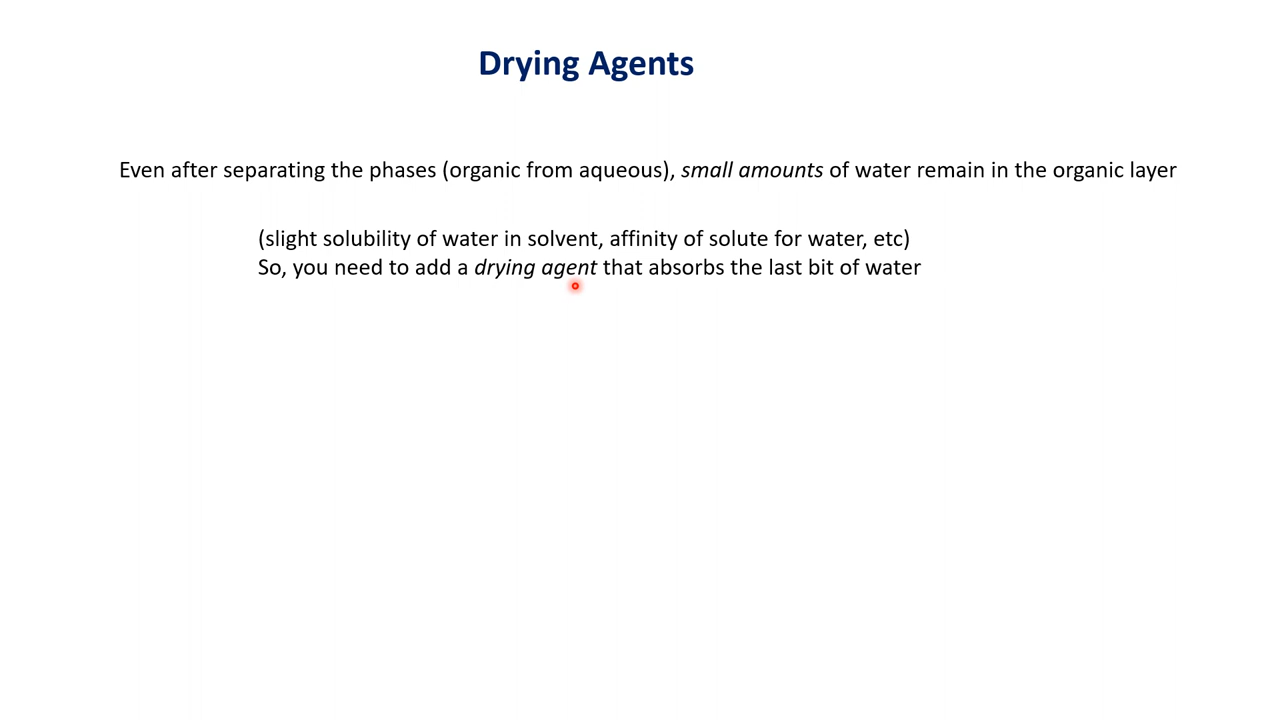 Drying Agents
Even after separating the phases (organic from aqueous), small amounts of water remain in the organic layer
(slight solubility of water in solvent, affinity of solute for water, etc)
So, you need to add a drying agent that absorbs the last bit of water